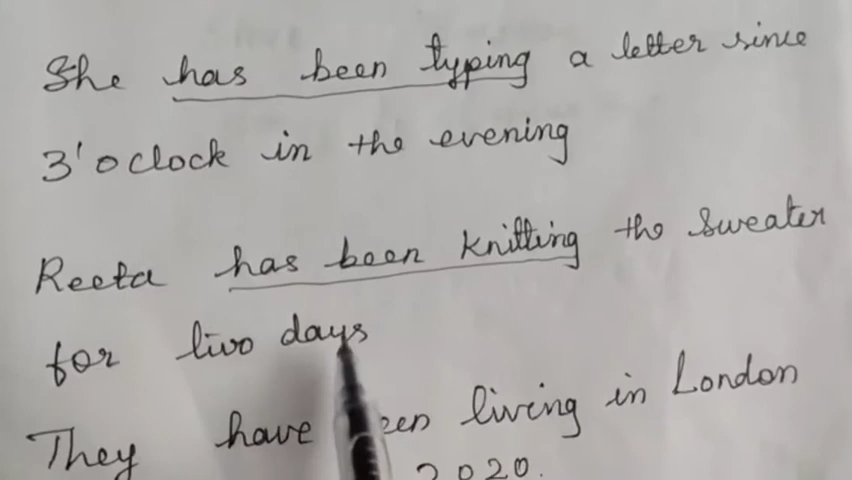 She has been typing a letter since
3'oclock in the evening
Reeta has been knitting the sweater
for two days
They have been living in London
2020.